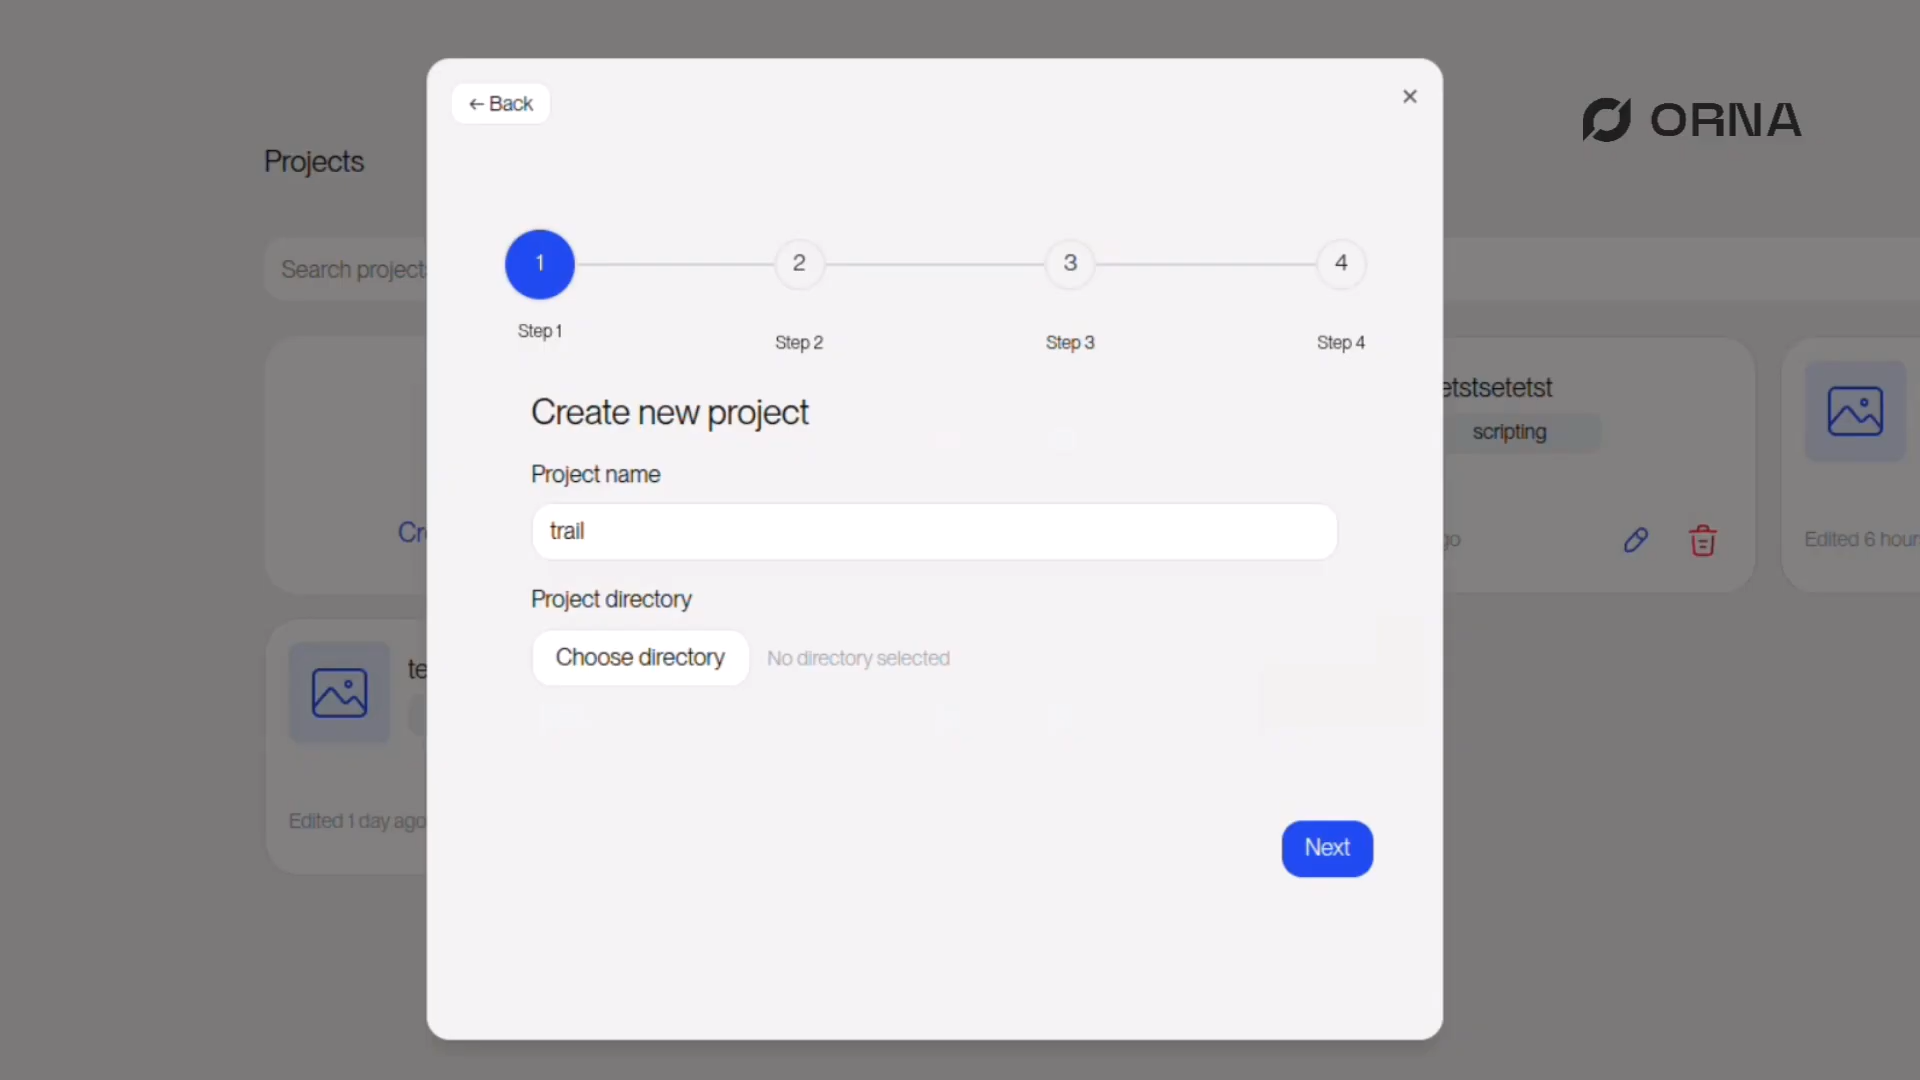 ← Back
×
ORNA
Projects
Search project
1
2
3
4
Step 1
Step 2
Step 3
Step 4
Create new project
etstsetetst
scripting
Project name
trail
Cr
go
Edited 6 hour
Project directory
Choose directory
No directory selected
te
Edited 1 day ago
Next